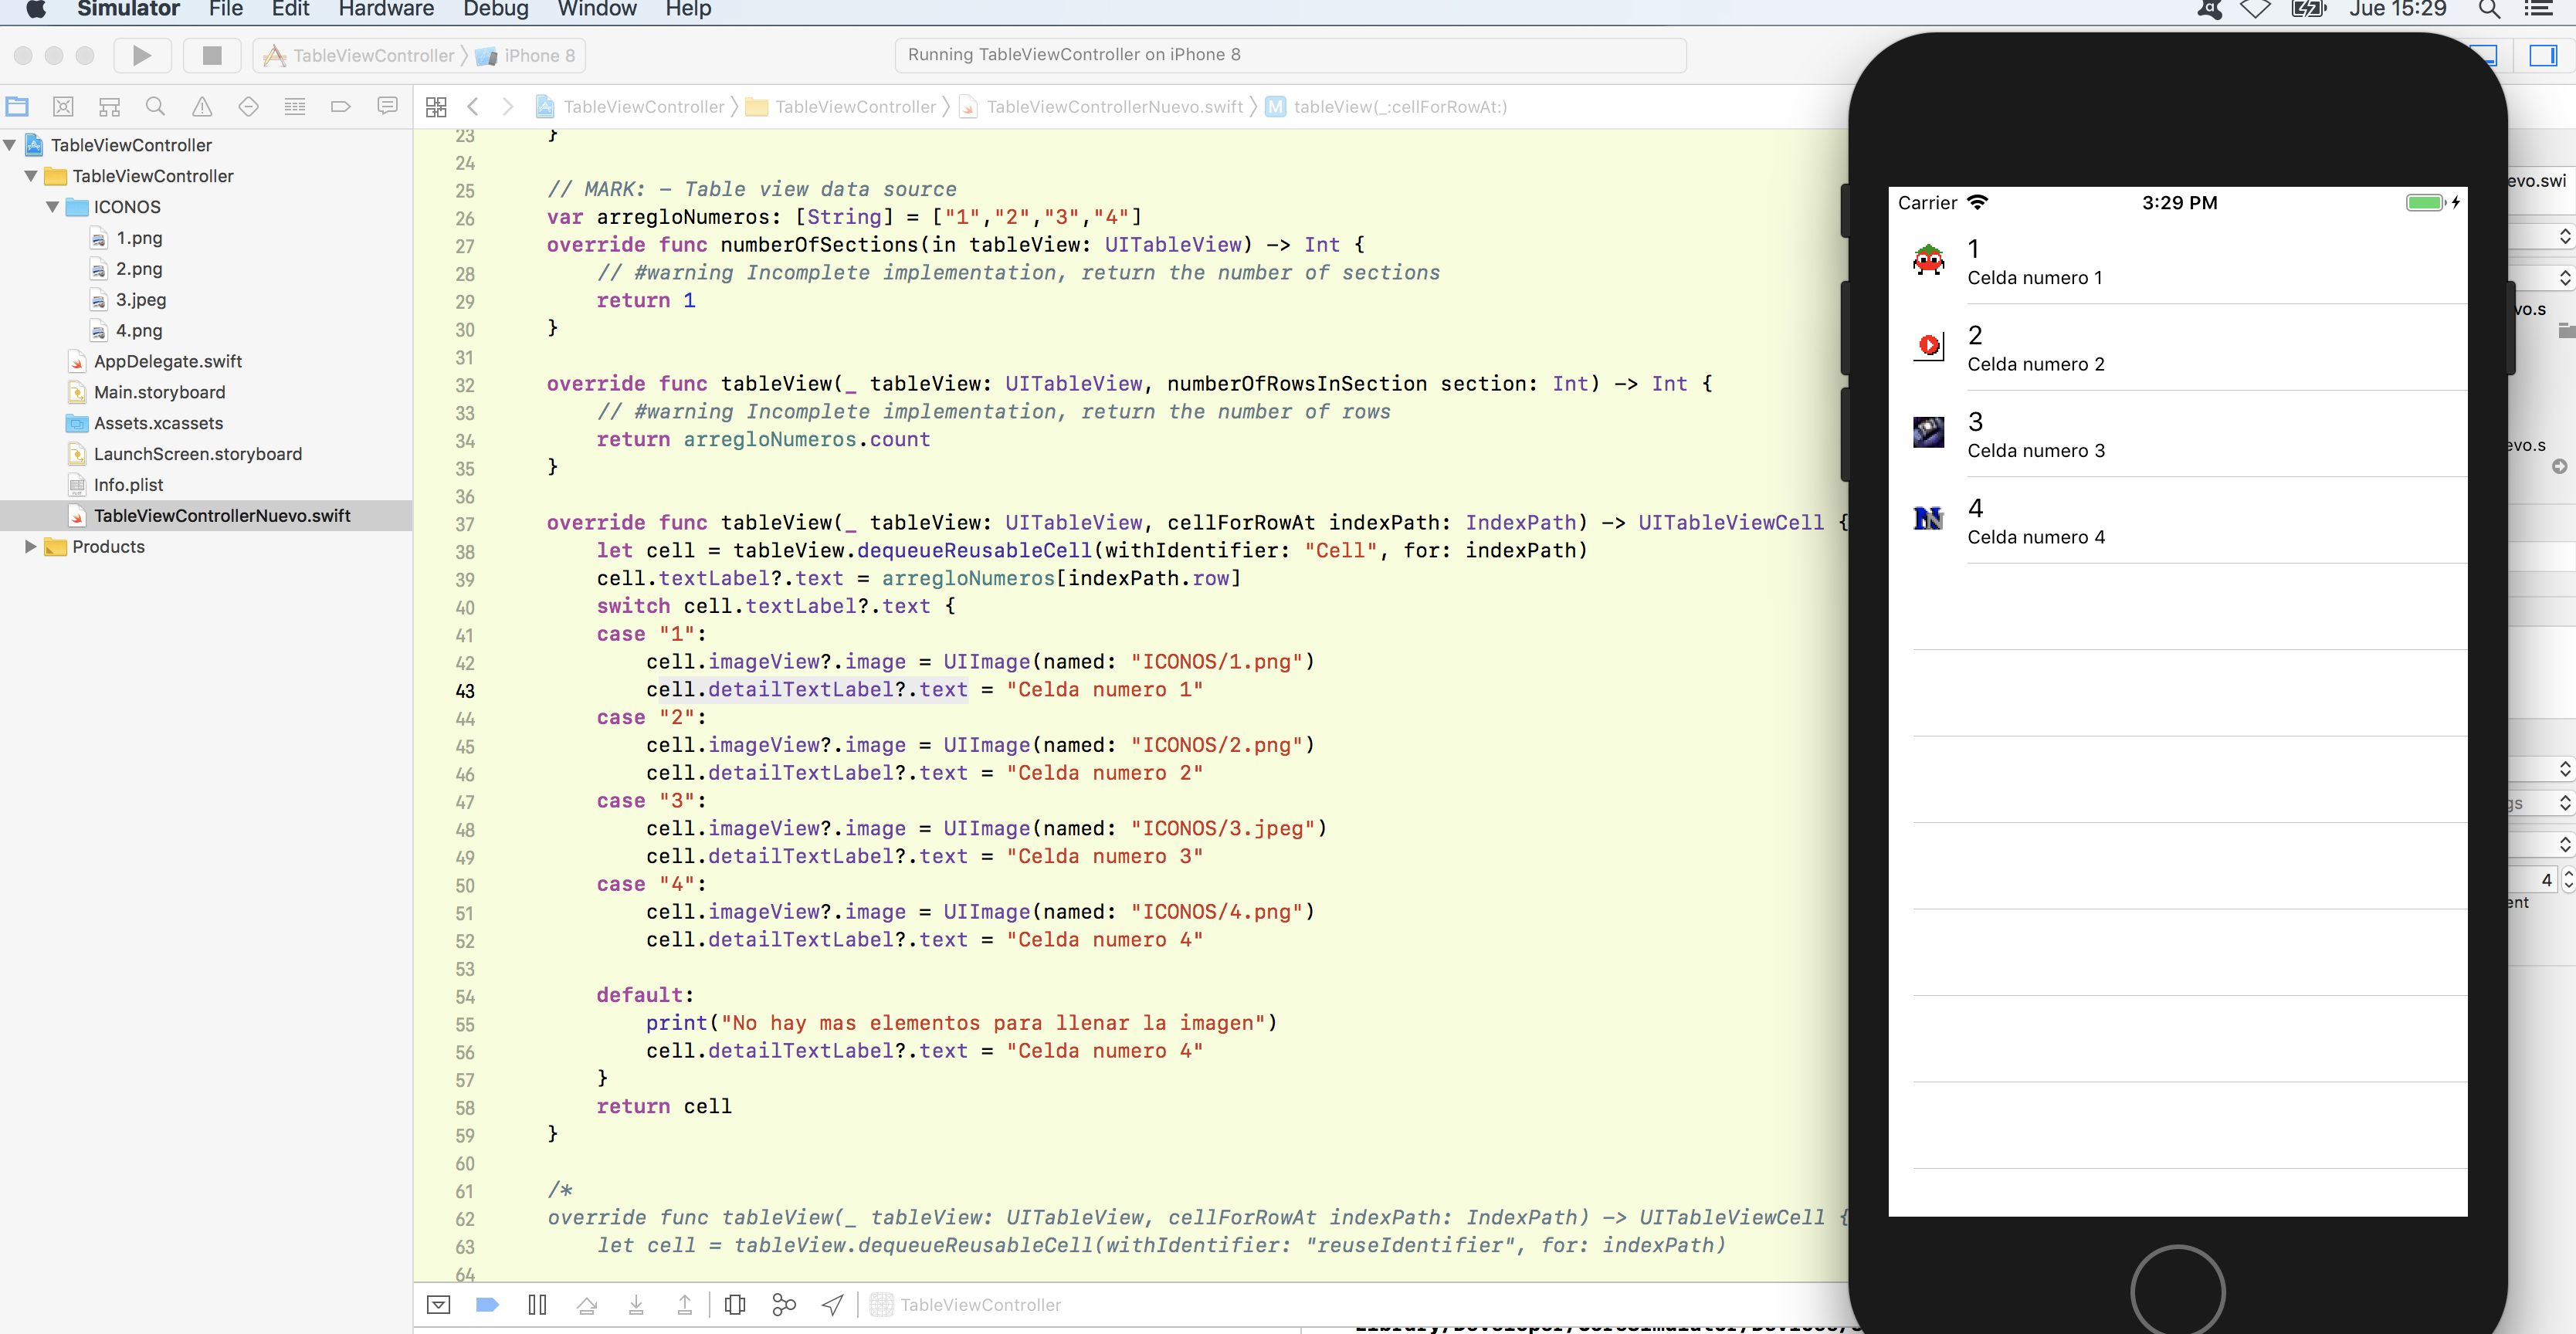 Simulator File Edit Hardware Debug Window Help Jue 15:29
TableViewController iPhone 8 Running TableViewController on iPhone 8
TableViewController TableViewController TableViewControllerNuevo.swift M tableView(_:cellForRowAt:)
TableViewController
TableViewController
ICONOS
1.png
2.png
3.jpeg
4.png
AppDelegate.swift
Main.storyboard
Assets.xcassets
LaunchScreen.storyboard
Info.plist
TableViewControllerNuevo.swift
Products
23 }
24
25 // MARK: - Table view data source
26 var arregloNumeros: [String] = ["1","2","3","4"]
27 override func numberOfSections(in tableView: UITableView) -> Int {
28 // #warning Incomplete implementation, return the number of sections
29 return 1
30 }
31
32 override func tableView(_ tableView: UITableView, numberOfRowsInSection section: Int) -> Int {
33 // #warning Incomplete implementation, return the number of rows
34 return arregloNumeros.count
35 }
36
37 override func tableView(_ tableView: UITableView, cellForRowAt indexPath: IndexPath) -> UITableViewCell {
38 let cell = tableView.dequeueReusableCell(withIdentifier: "Cell", for: indexPath)
39 cell.textLabel?.text = arregloNumeros[indexPath.row]
40 switch cell.textLabel?.text {
41 case "1":
42 cell.imageView?.image = UIImage(named: "ICONOS/1.png")
43 cell.detailTextLabel?.text = "Celda numero 1"
44 case "2":
45 cell.imageView?.image = UIImage(named: "ICONOS/2.png")
46 cell.detailTextLabel?.text = "Celda numero 2"
47 case "3":
48 cell.imageView?.image = UIImage(named: "ICONOS/3.jpeg")
49 cell.detailTextLabel?.text = "Celda numero 3"
50 case "4":
51 cell.imageView?.image = UIImage(named: "ICONOS/4.png")
52 cell.detailTextLabel?.text = "Celda numero 4"
53
54 default:
55 print("No hay mas elementos para llenar la imagen")
56 cell.detailTextLabel?.text = "Celda numero 4"
57 }
58 return cell
59 }
60
61 /*
62 override func tableView(_ tableView: UITableView, cellForRowAt indexPath: IndexPath) -> UITableViewCell {
63 let cell = tableView.dequeueReusableCell(withIdentifier: "reuseIdentifier", for: indexPath)
64
TableViewController
Carrier 3:29 PM
1
Celda numero 1
2
Celda numero 2
3
Celda numero 3
4
Celda numero 4
evo.swi
vo.s
evo.s
gs
4
ent